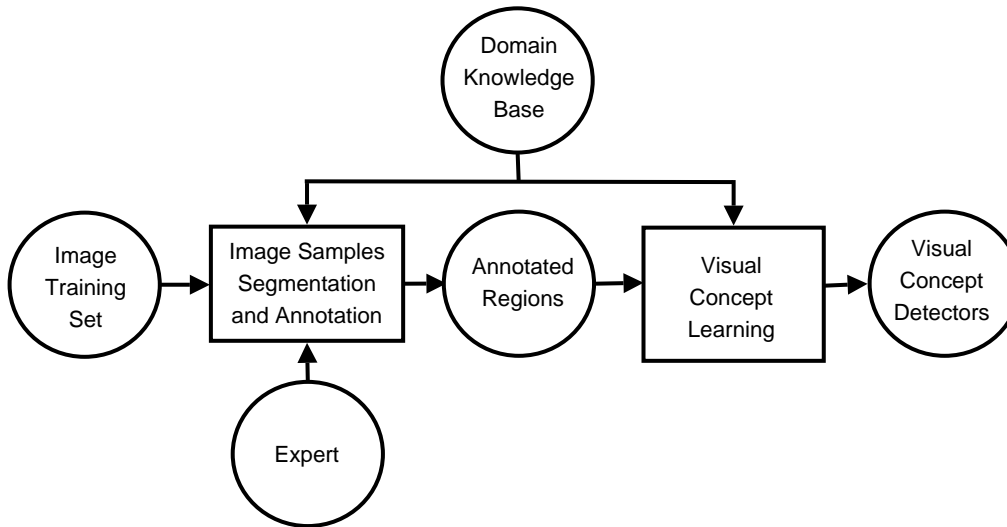 Domain
Knowledge
Base
Image
Training
Set
Image Samples
Segmentation
and Annotation
Annotated
Regions
Visual
Concept
Learning
Visual
Concept
Detectors
Expert